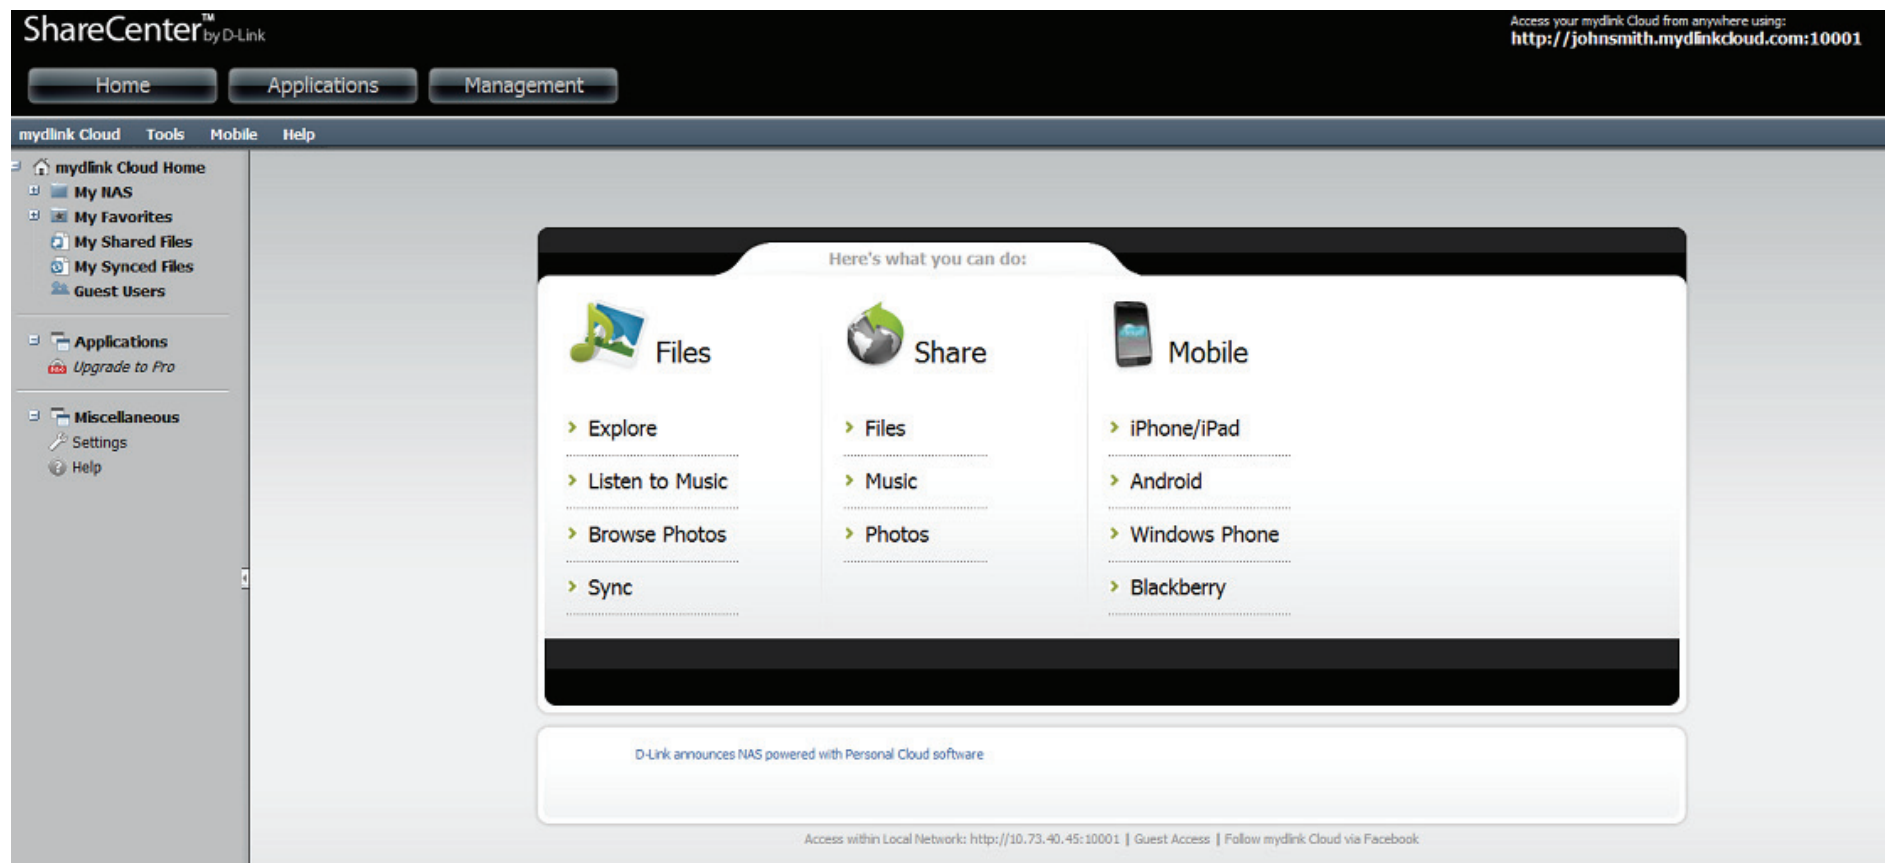 ShareCenter™ by D-Link
Access your mydlink Cloud from anywhere using:
http://johnsmith.mydlinkcloud.com:10001
Home Applications Management
mydlink Cloud Tools Mobile Help
mydlink Cloud Home
My NAS
My Favorites
My Shared Files
My Synced Files
Guest Users
Applications
Upgrade to Pro
Miscellaneous
Settings
Help
Here's what you can do:
Files
Explore
Listen to Music
Browse Photos
Sync
Share
Files
Music
Photos
Mobile
iPhone/iPad
Android
Windows Phone
Blackberry
D-Link announces NAS powered with Personal Cloud software
Access within Local Network: http://10.73.40.45:10001 | Guest Access | Follow mydlink Cloud via Facebook